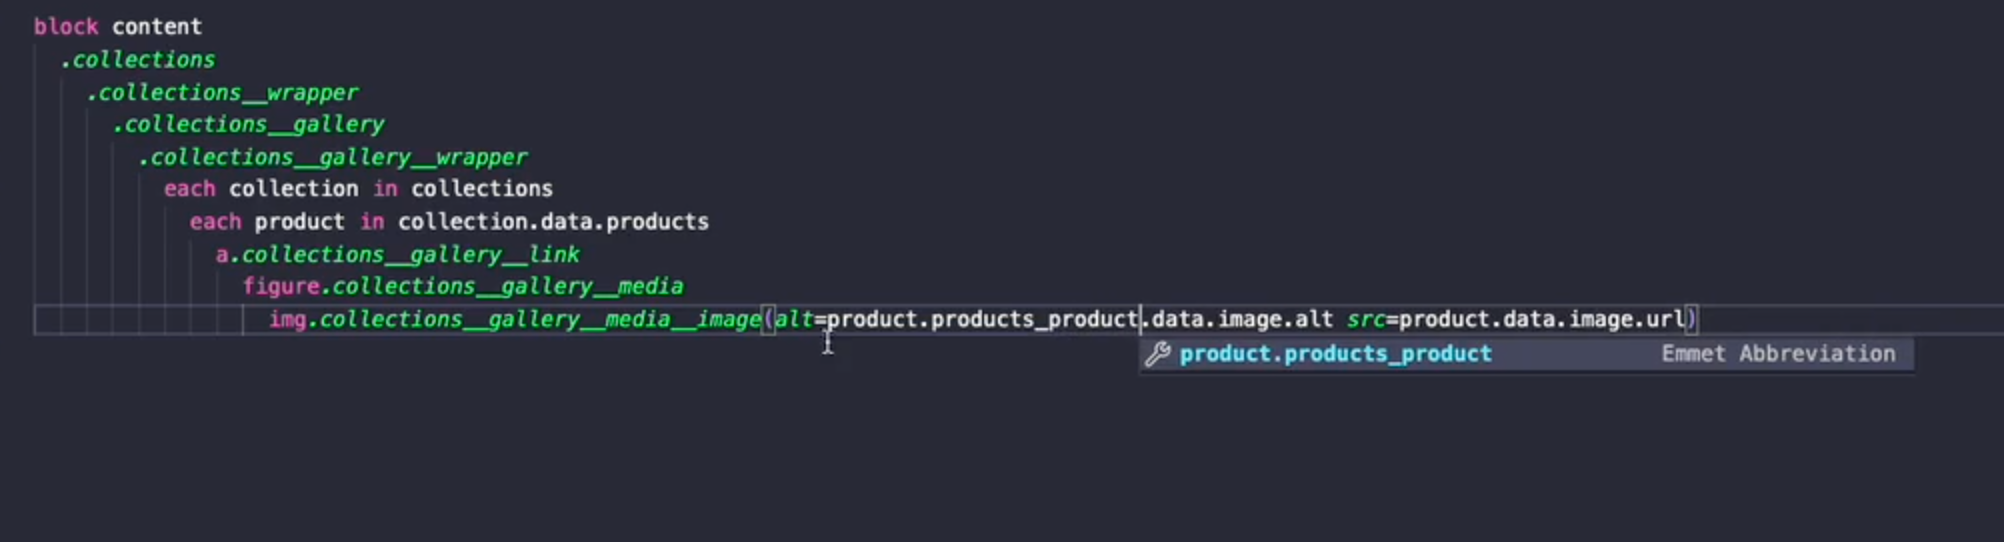 block content
.collections
.collections__wrapper
.collections__gallery
.collections__gallery__wrapper
each collection in collections
each product in collection.data.products
a.collections__gallery__link
figure.collections__gallery__media
img.collections__gallery__media__image(alt=product.products_product.data.image.alt src=product.data.image.url)
product.products_product Emmet Abbreviation